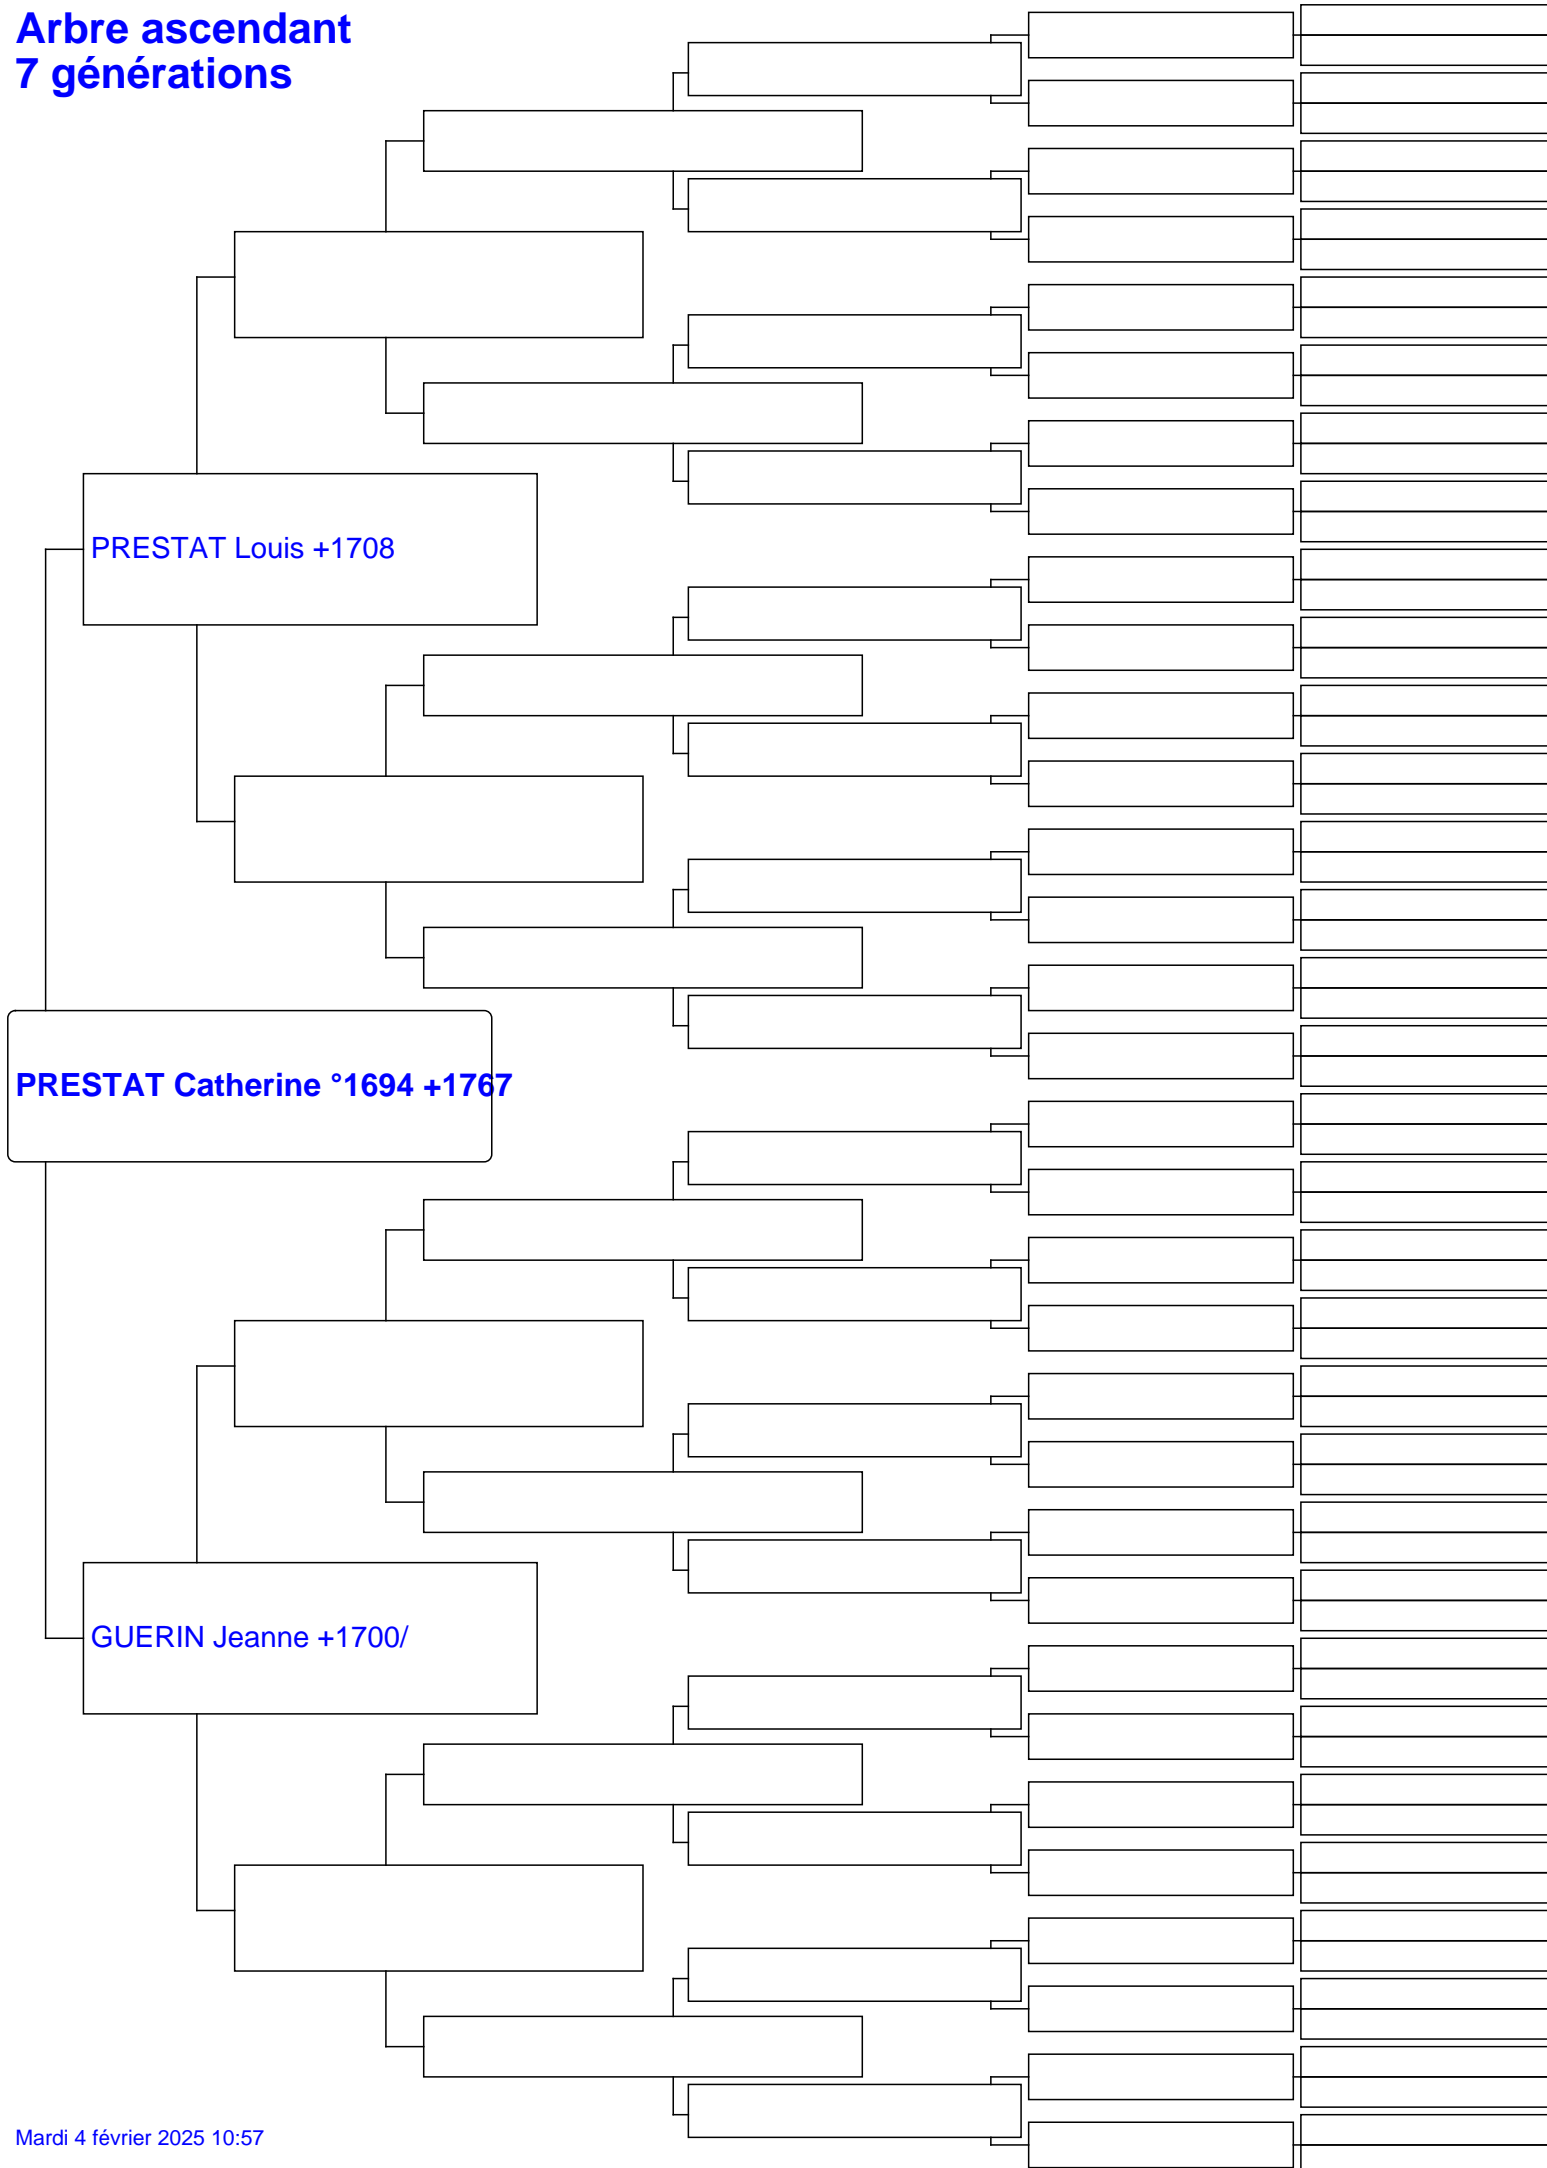 Arbre ascendant
7 générations
PRESTAT Louis +1708
PRESTAT Catherine °1694 +1767
GUERIN Jeanne +1700/
Mardi 4 février 2025 10:57